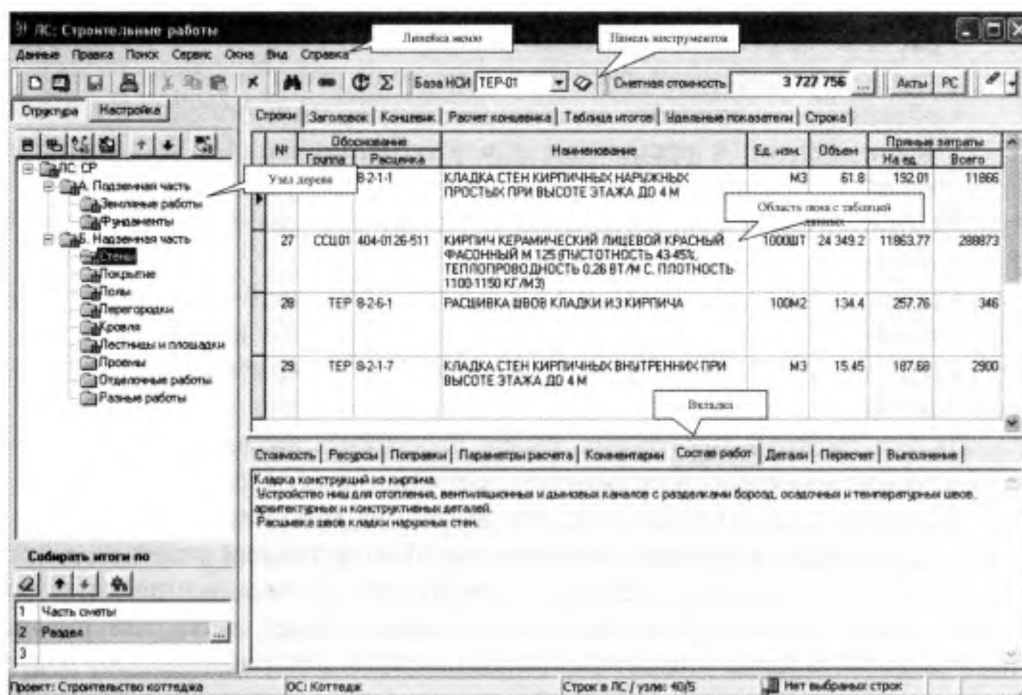 ЛС: Строительные работы
Линейка меню
Панель инструментов
Данные Правка Поиск Сервис Окна Вид Справка
База НСИ ТЕР-01 Сметная стоимость 3 727 756 ... Акты РС
Структура Настройка
Строки Заголовок Концевик Расчет концевика Таблица итогов Удельные показатели Строка
№ Обоснование Наименование Ед. изм. Объем Прямые затраты
Группа Расценка На ед. Всего
ЛС: СР
А. Подземная часть
Земляные работы
Фундаменты
Б. Надземная часть
Стены
Покрытие
Полы
Перегородки
Кровля
Лестницы и площадки
Проемы
Отделочные работы
Разные работы
Узел дерева
8-2-1-1 КЛАДКА СТЕН КИРПИЧНЫХ НАРУЖНЫХ М3 61.8 192.01 11866
ПРОСТЫХ ПРИ ВЫСОТЕ ЭТАЖА ДО 4 М
Область окна с таблицей
данных
27 ССЦ01 404-0126-511 КИРПИЧ КЕРАМИЧЕСКИЙ ЛИЦЕВОЙ КРАСНЫЙ 1000ШТ 24 349.2 11863.77 288873
ФАСОННЫЙ М 125 (ПУСТОТНОСТЬ 43-45%,
ТЕПЛОПРОВОДНОСТЬ 0.26 ВТ/М С, ПЛОТНОСТЬ
1100-1150 КГ/М3)
28 ТЕР 8-2-6-1 РАСШИВКА ШВОВ КЛАДКИ ИЗ КИРПИЧА 100М2 134.4 257.76 346
29 ТЕР 8-2-1-7 КЛАДКА СТЕН КИРПИЧНЫХ ВНУТРЕННИХ ПРИ М3 15.45 187.68 2900
ВЫСОТЕ ЭТАЖА ДО 4 М
Вкладка
Стоимость Ресурсы Поправки Параметры расчета Комментарии Состав работ Детали Пересчет Выполнение
Кладка конструкций из кирпича.
Устройство ниш для отопления, вентиляционных и дымовых каналов с разделками борозд, осадочных и температурных швов,
архитектурных и конструктивных деталей.
Расшивка швов кладки наружных стен.
Собирать итоги по
1 Часть сметы
2 Раздел ...
3
Проект: Строительство коттеджа ОС: Коттедж Строк в ЛС / узле: 40/5 Нет выбраных строк